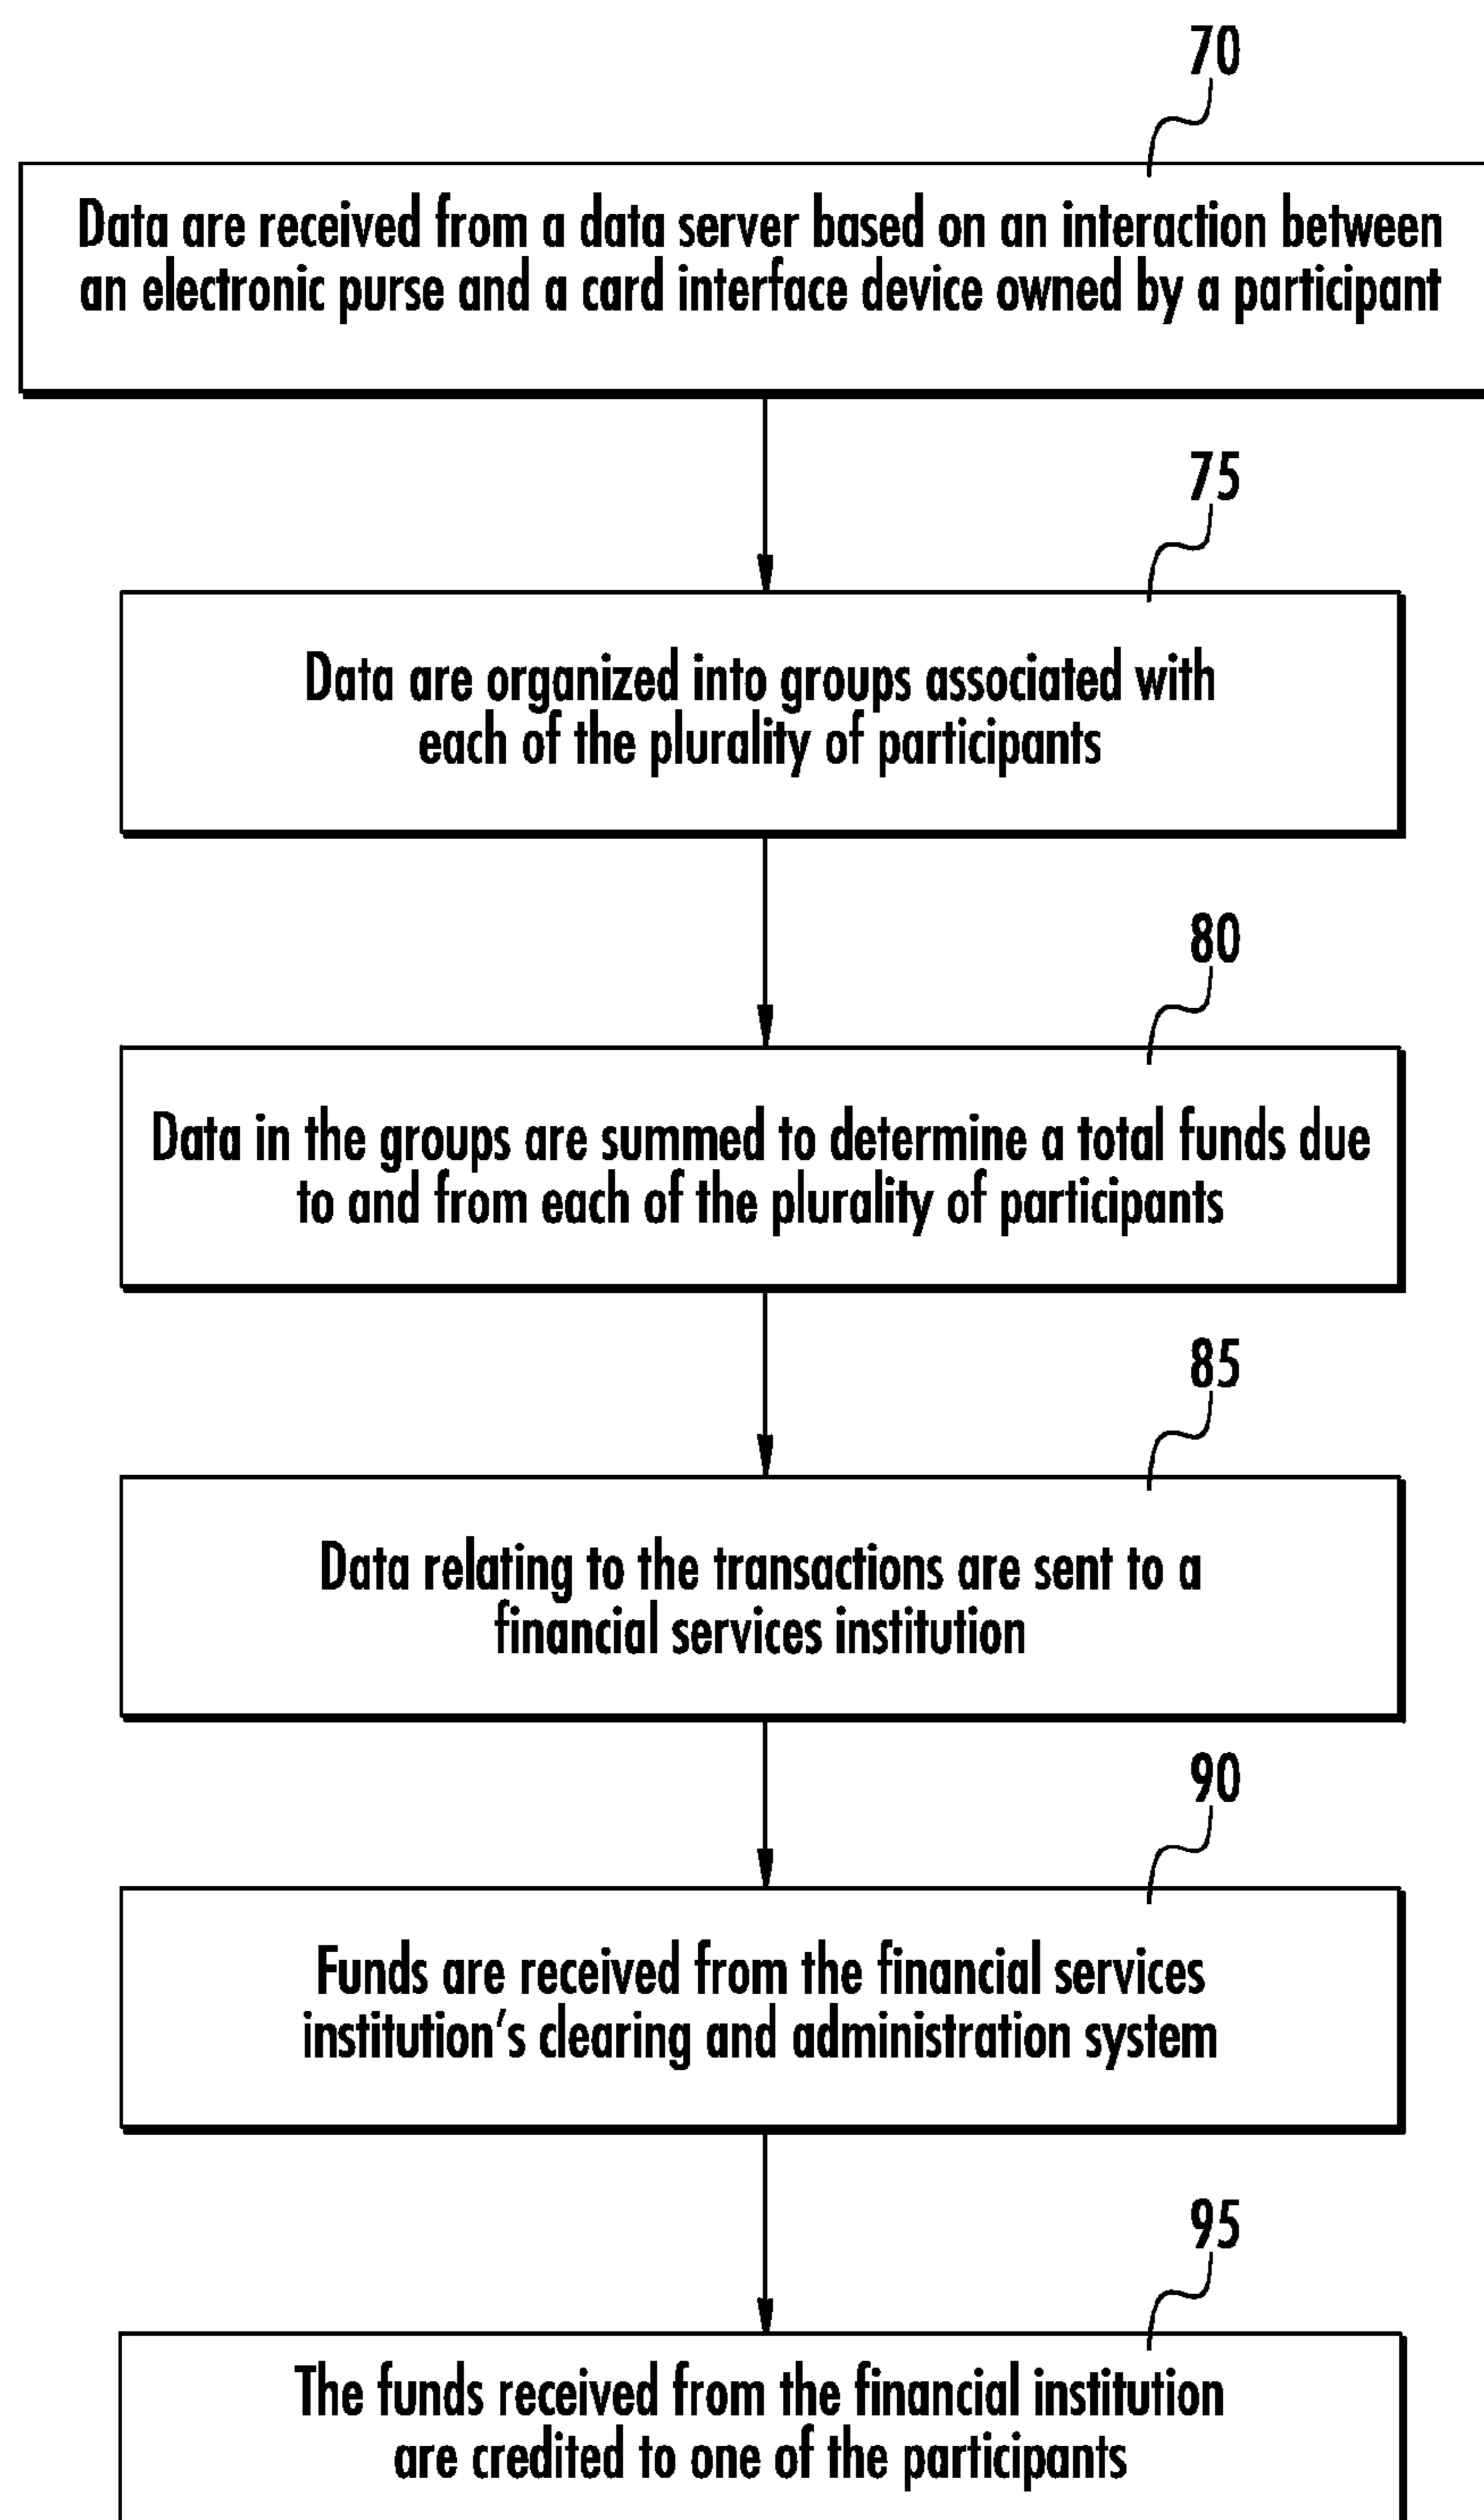 70
Data are received from a data server based on an interaction between
an electronic purse and a card interface device owned by a participant
75
Data are organized into groups associated with
each of the plurality of participants
80
Data in the groups are summed to determine a total funds due
to and from each of the plurality of participants
85
Data relating to the transactions are sent to a
financial services institution
90
Funds are received from the financial services
institution's clearing and administration system
95
The funds received from the financial institution
are credited to one of the participants